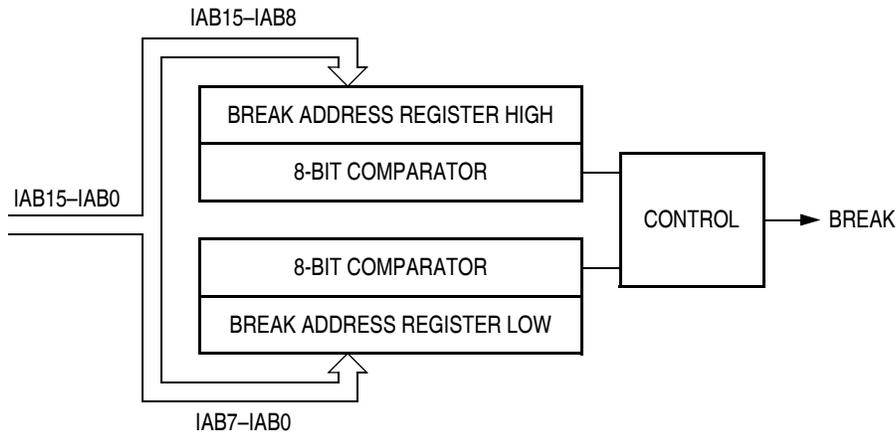 IAB15–IAB8
BREAK ADDRESS REGISTER HIGH
8-BIT COMPARATOR
IAB15–IAB0
CONTROL
BREAK
8-BIT COMPARATOR
BREAK ADDRESS REGISTER LOW
IAB7–IAB0